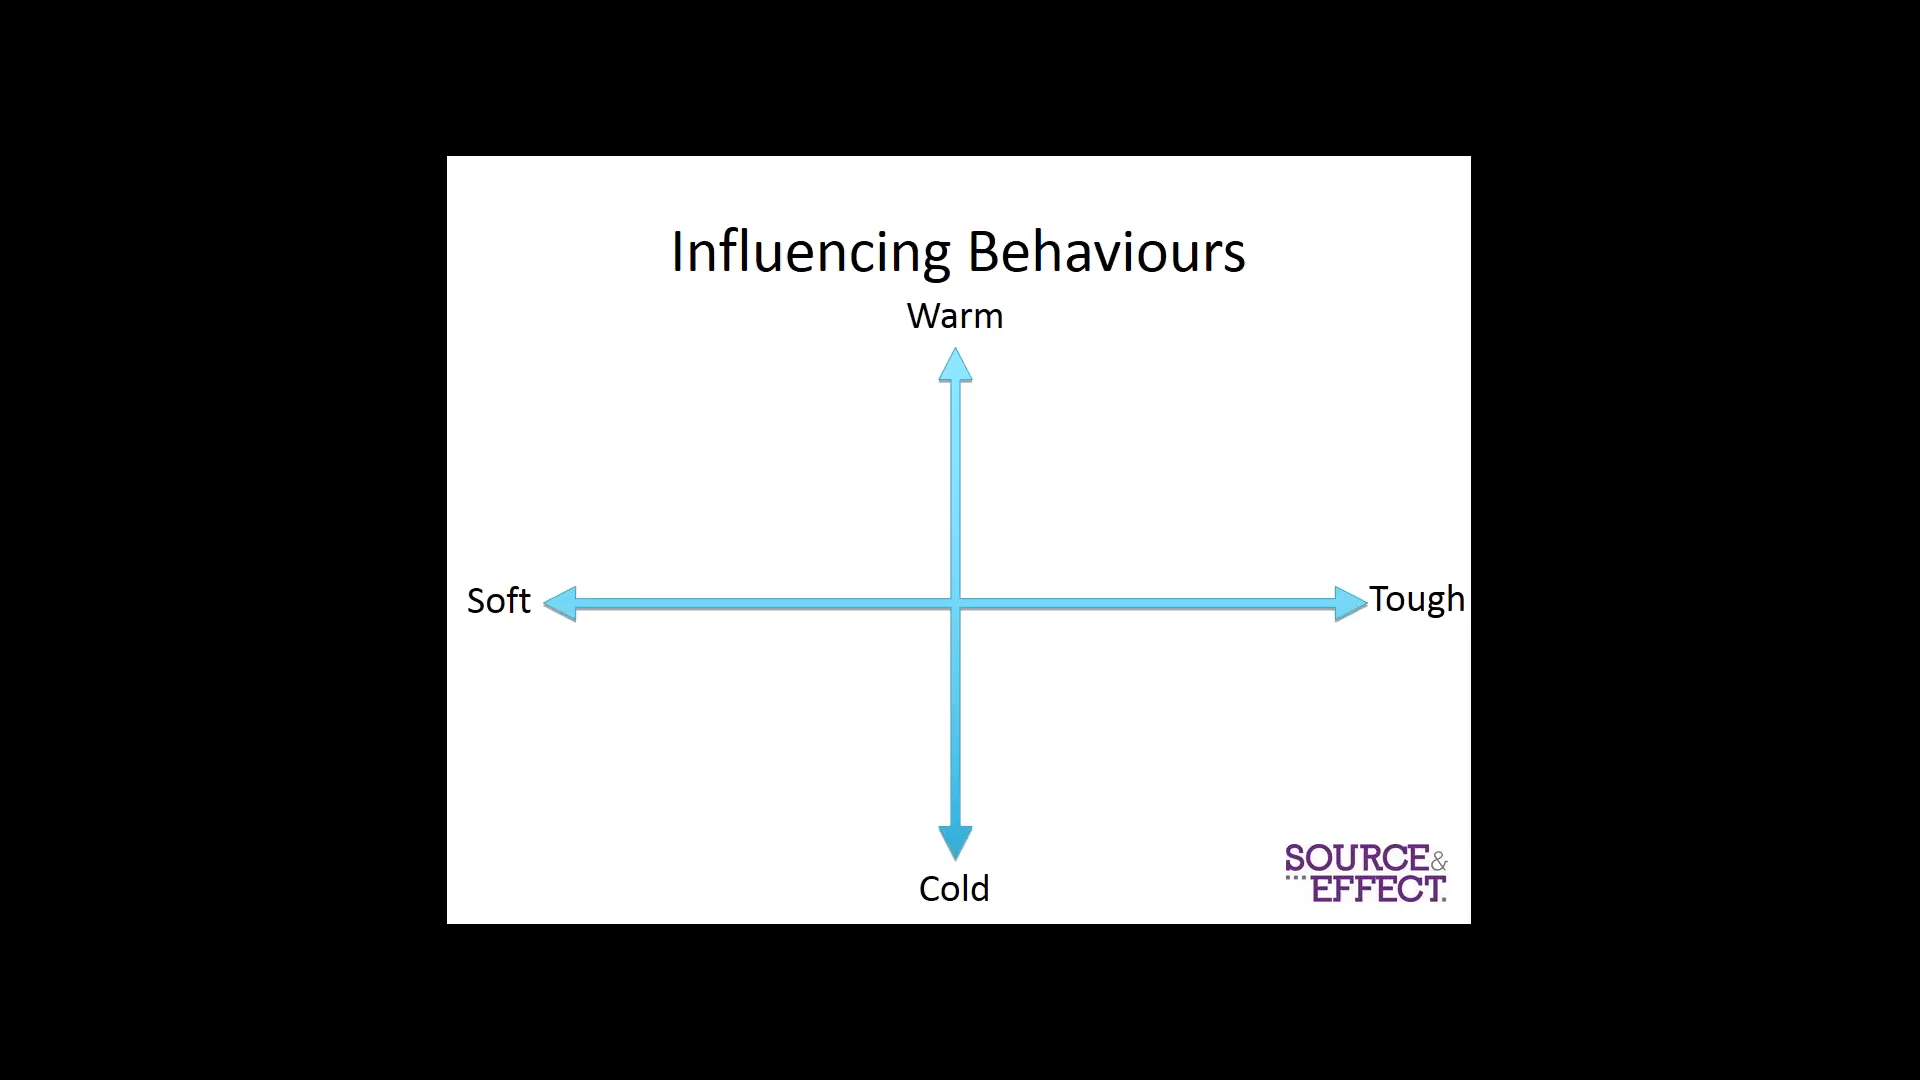 Influencing Behaviours
Warm
Soft
Tough
Cold
SOURCE&
EFFECT.